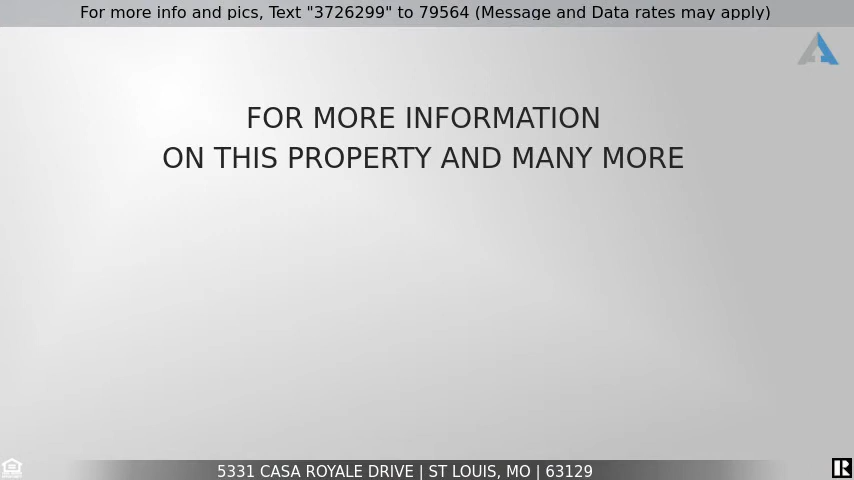 For more info and pics, Text "3726299" to 79564 (Message and Data rates may apply)
FOR MORE INFORMATION
ON THIS PROPERTY AND MANY MORE
5331 CASA ROYALE DRIVE | ST LOUIS, MO | 63129